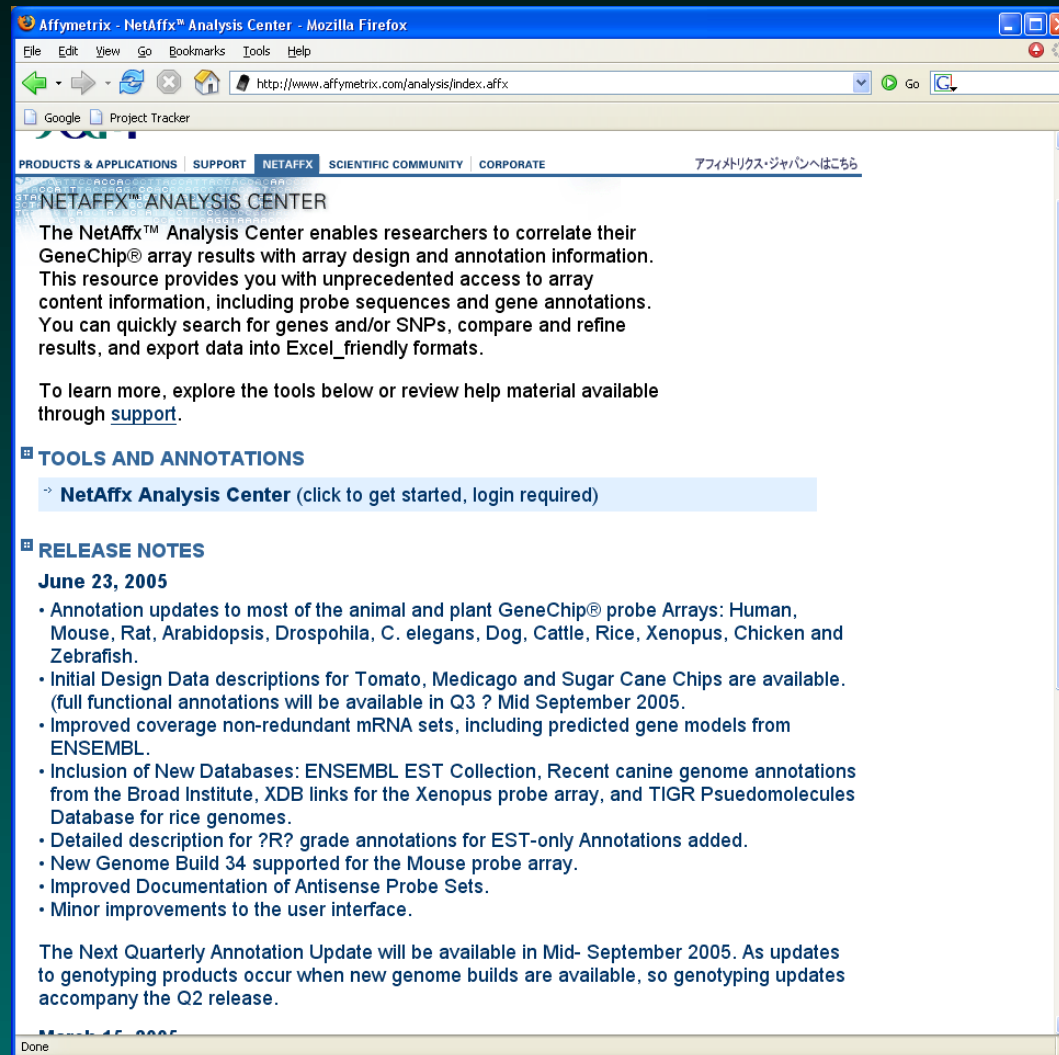 Affymetrix - NetAffx™ Analysis Center - Mozilla Firefox
File Edit View Go Bookmarks Tools Help
http://www.affymetrix.com/analysis/index.affx Go G
Google Project Tracker
PRODUCTS & APPLICATIONS SUPPORT NETAFFX SCIENTIFIC COMMUNITY CORPORATE アフィメトリクス・ジャパンへはこちら
NETAFFX™ ANALYSIS CENTER
The NetAffx™ Analysis Center enables researchers to correlate their
GeneChip® array results with array design and annotation information.
This resource provides you with unprecedented access to array
content information, including probe sequences and gene annotations.
You can quickly search for genes and/or SNPs, compare and refine
results, and export data into Excel_friendly formats.
To learn more, explore the tools below or review help material available
through support.
TOOLS AND ANNOTATIONS
NetAffx Analysis Center (click to get started, login required)
RELEASE NOTES
June 23, 2005
• Annotation updates to most of the animal and plant GeneChip® probe Arrays: Human,
Mouse, Rat, Arabidopsis, Drospohila, C. elegans, Dog, Cattle, Rice, Xenopus, Chicken and
Zebrafish.
• Initial Design Data descriptions for Tomato, Medicago and Sugar Cane Chips are available.
(full functional annotations will be available in Q3 ? Mid September 2005.
• Improved coverage non-redundant mRNA sets, including predicted gene models from
ENSEMBL.
• Inclusion of New Databases: ENSEMBL EST Collection, Recent canine genome annotations
from the Broad Institute, XDB links for the Xenopus probe array, and TIGR Psuedomolecules
Database for rice genomes.
• Detailed description for ?R? grade annotations for EST-only Annotations added.
• New Genome Build 34 supported for the Mouse probe array.
• Improved Documentation of Antisense Probe Sets.
• Minor improvements to the user interface.
The Next Quarterly Annotation Update will be available in Mid- September 2005. As updates
to genotyping products occur when new genome builds are available, so genotyping updates
accompany the Q2 release.
March 15, 2005
Done